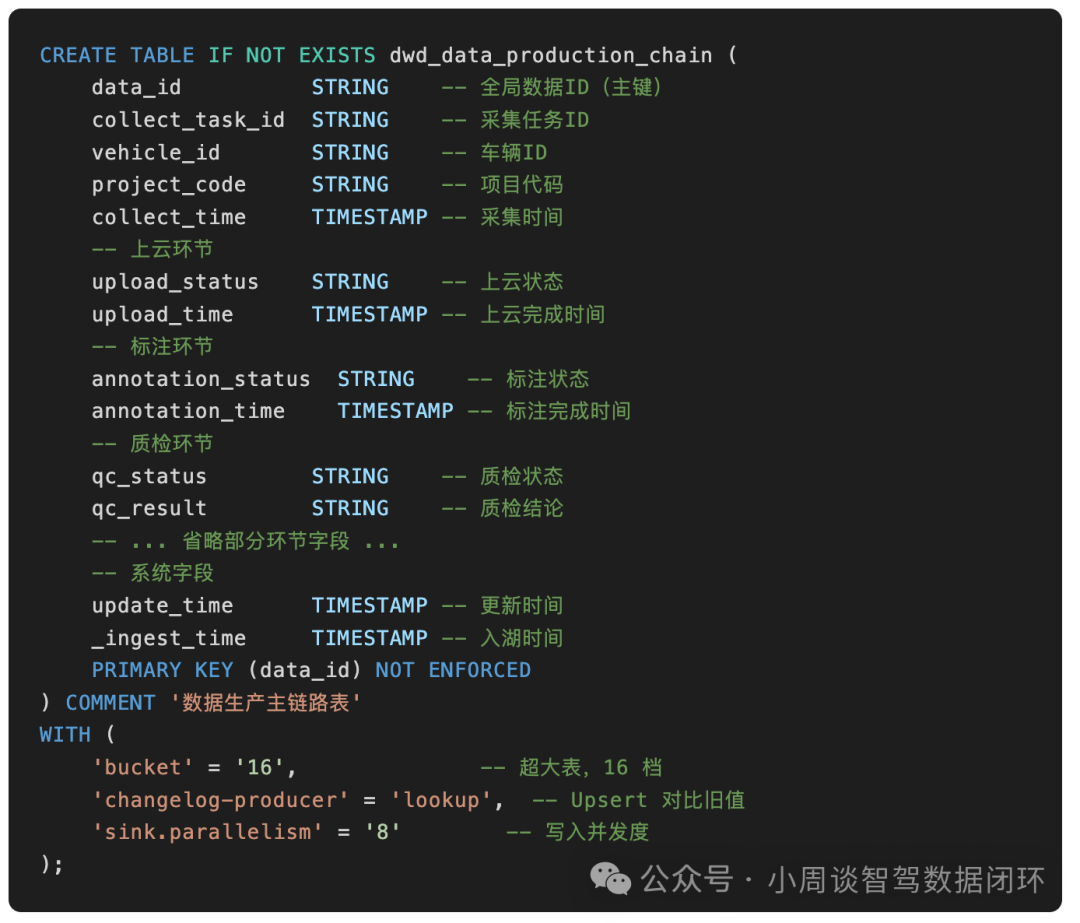 CREATE TABLE IF NOT EXISTS dwd_data_production_chain (
    data_id          STRING    -- 全局数据ID（主键）
    collect_task_id  STRING    -- 采集任务ID
    vehicle_id       STRING    -- 车辆ID
    project_code     STRING    -- 项目代码
    collect_time     TIMESTAMP -- 采集时间
    -- 上云环节
    upload_status    STRING    -- 上云状态
    upload_time      TIMESTAMP -- 上云完成时间
    -- 标注环节
    annotation_status  STRING    -- 标注状态
    annotation_time    TIMESTAMP -- 标注完成时间
    -- 质检环节
    qc_status        STRING    -- 质检状态
    qc_result        STRING    -- 质检结论
    -- ... 省略部分环节字段 ...
    -- 系统字段
    update_time      TIMESTAMP -- 更新时间
    _ingest_time     TIMESTAMP -- 入湖时间
    PRIMARY KEY (data_id) NOT ENFORCED
) COMMENT '数据生产主链路表'
WITH (
    'bucket' = '16',              -- 超大表，16 档
    'changelog-producer' = 'lookup',  -- Upsert 对比旧值
    'sink.parallelism' = '8'        -- 写入并发度
);
公众号 · 小周谈智驾数据闭环